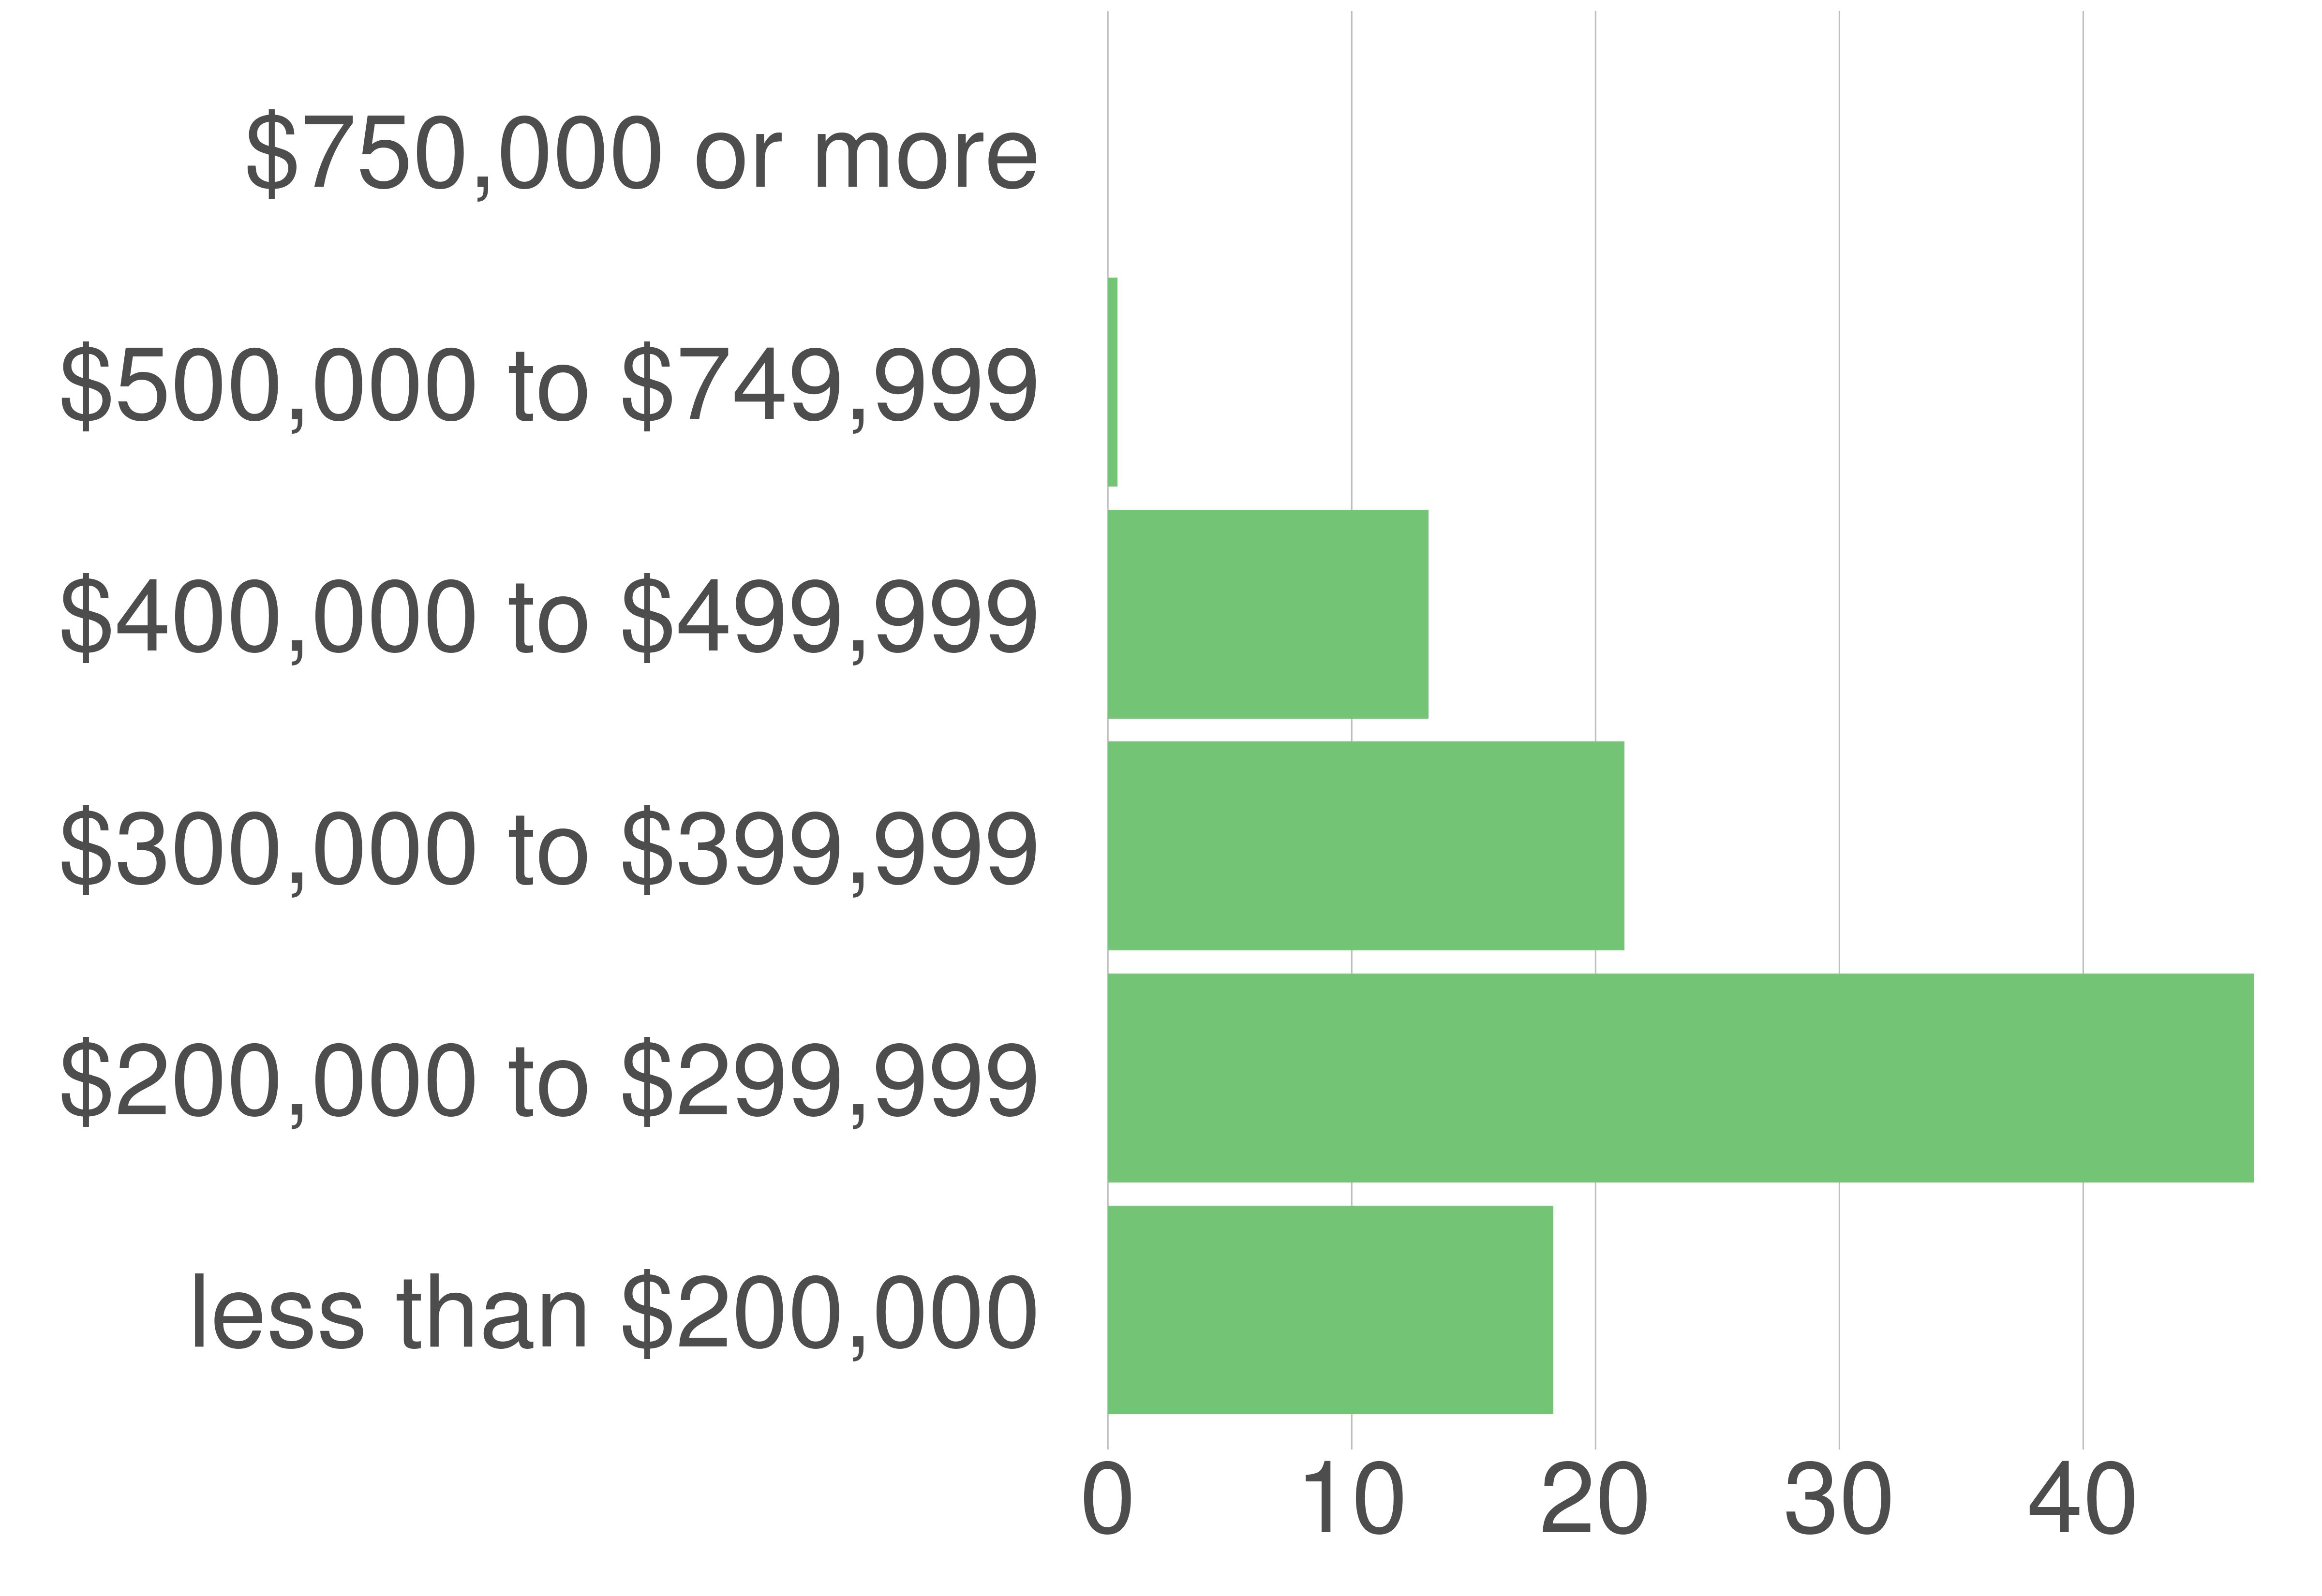 $750,000 or more
$500,000 to $749,999
$400,000 to $499,999
$300,000 to $399,999
$200,000 to $299,999
less than $200,000
0 10 20 30 40